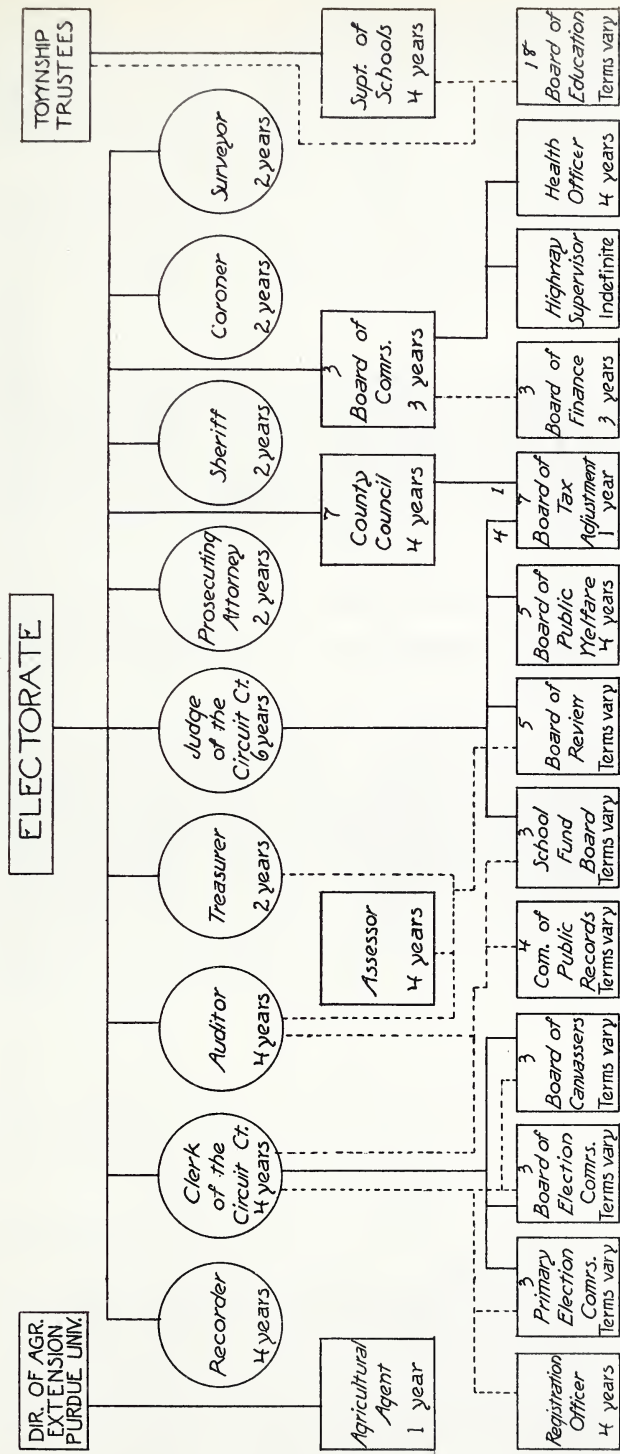 DIR. OF AGR.
EXTENSION
PURDUE UNIV.
ELECTORATE
TOWNSHIP
TRUSTEES
Recorder
4 years
Clerk
of the
Circuit Ct.
4 years
Auditor
4 years
Treasurer
2 years
Judge
of the
Circuit Ct.
6 years
Prosecuting
Attorney
2 years
Sheriff
2 years
Coroner
2 years
Surveyor
2 years
Agricultural
Agent
1 year
Assessor
4 years
7
County
Council
4 years
3
Board of
Comrs.
3 years
Supt. of
Schools
4 years
Registration
Officer
4 years
3
Primary
Election
Comrs.
Terms vary
3
Board of
Election
Comrs.
Terms vary
3
Board of
Canvassers
Terms vary
4
Com. of
Public
Records
Terms vary
3
School
Fund
Board
Terms vary
5
Board of
Review
Terms vary
5
Board of
Public
Welfare
4 years
4 1
7
Board of
Tax
Adjustment
1 year
3
Board of
Finance
3 years
Highway
Supervisor
Indefinite
Health
Officer
4 years
18
Board of
Education
Terms vary